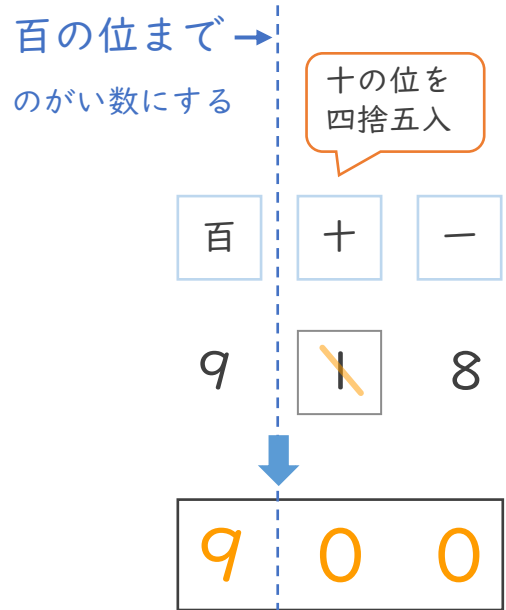 百の位まで
のがい数にする
十の位を
四捨五入
百 十 一
9 1 8
9 0 0